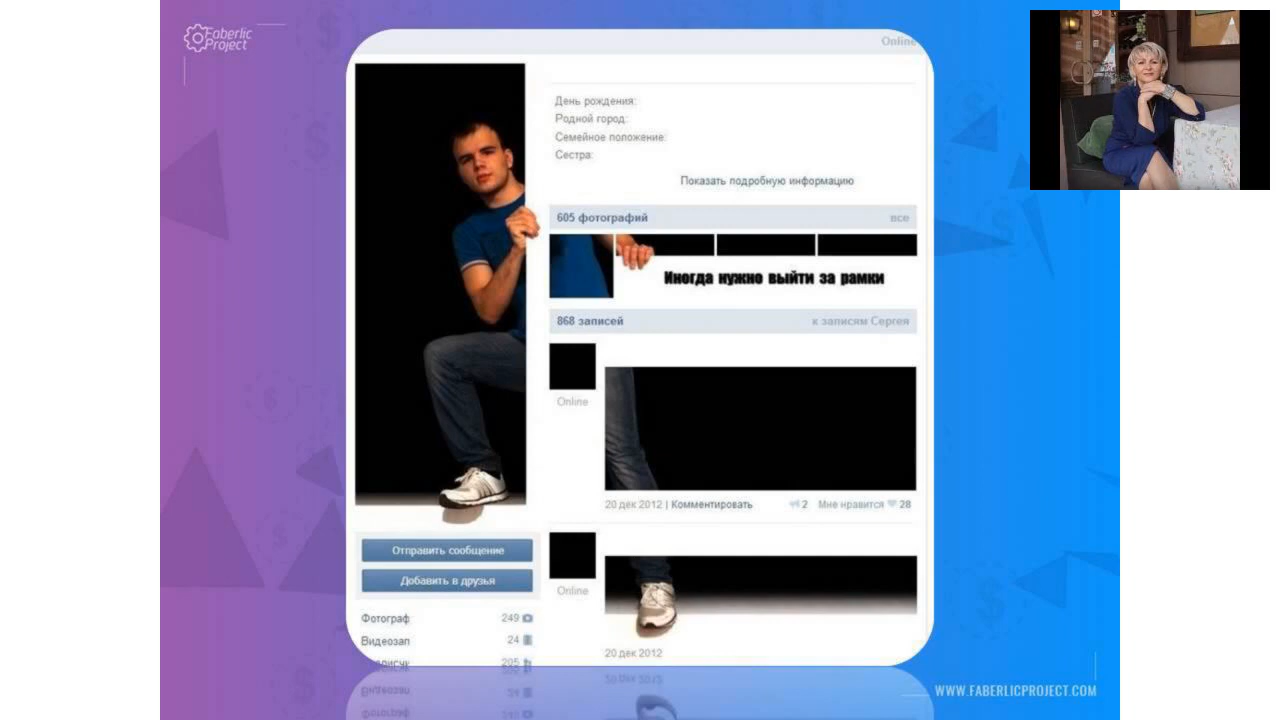 Faberlic
Project
Online
День рождения:
Родной город:
Семейное положение:
Сестра:
Показать подробную информацию
605 фотографий все
Иногда нужно выйти за рамки
868 записей к записям Сергея
Online
20 дек 2012 | Комментировать 2 Мне нравится 28
Отправить сообщение
Добавить в друзья
Online
Фотограф 249
Видеозап 24
205
20 дек 2012
WWW.FABERLICPROJECT.COM